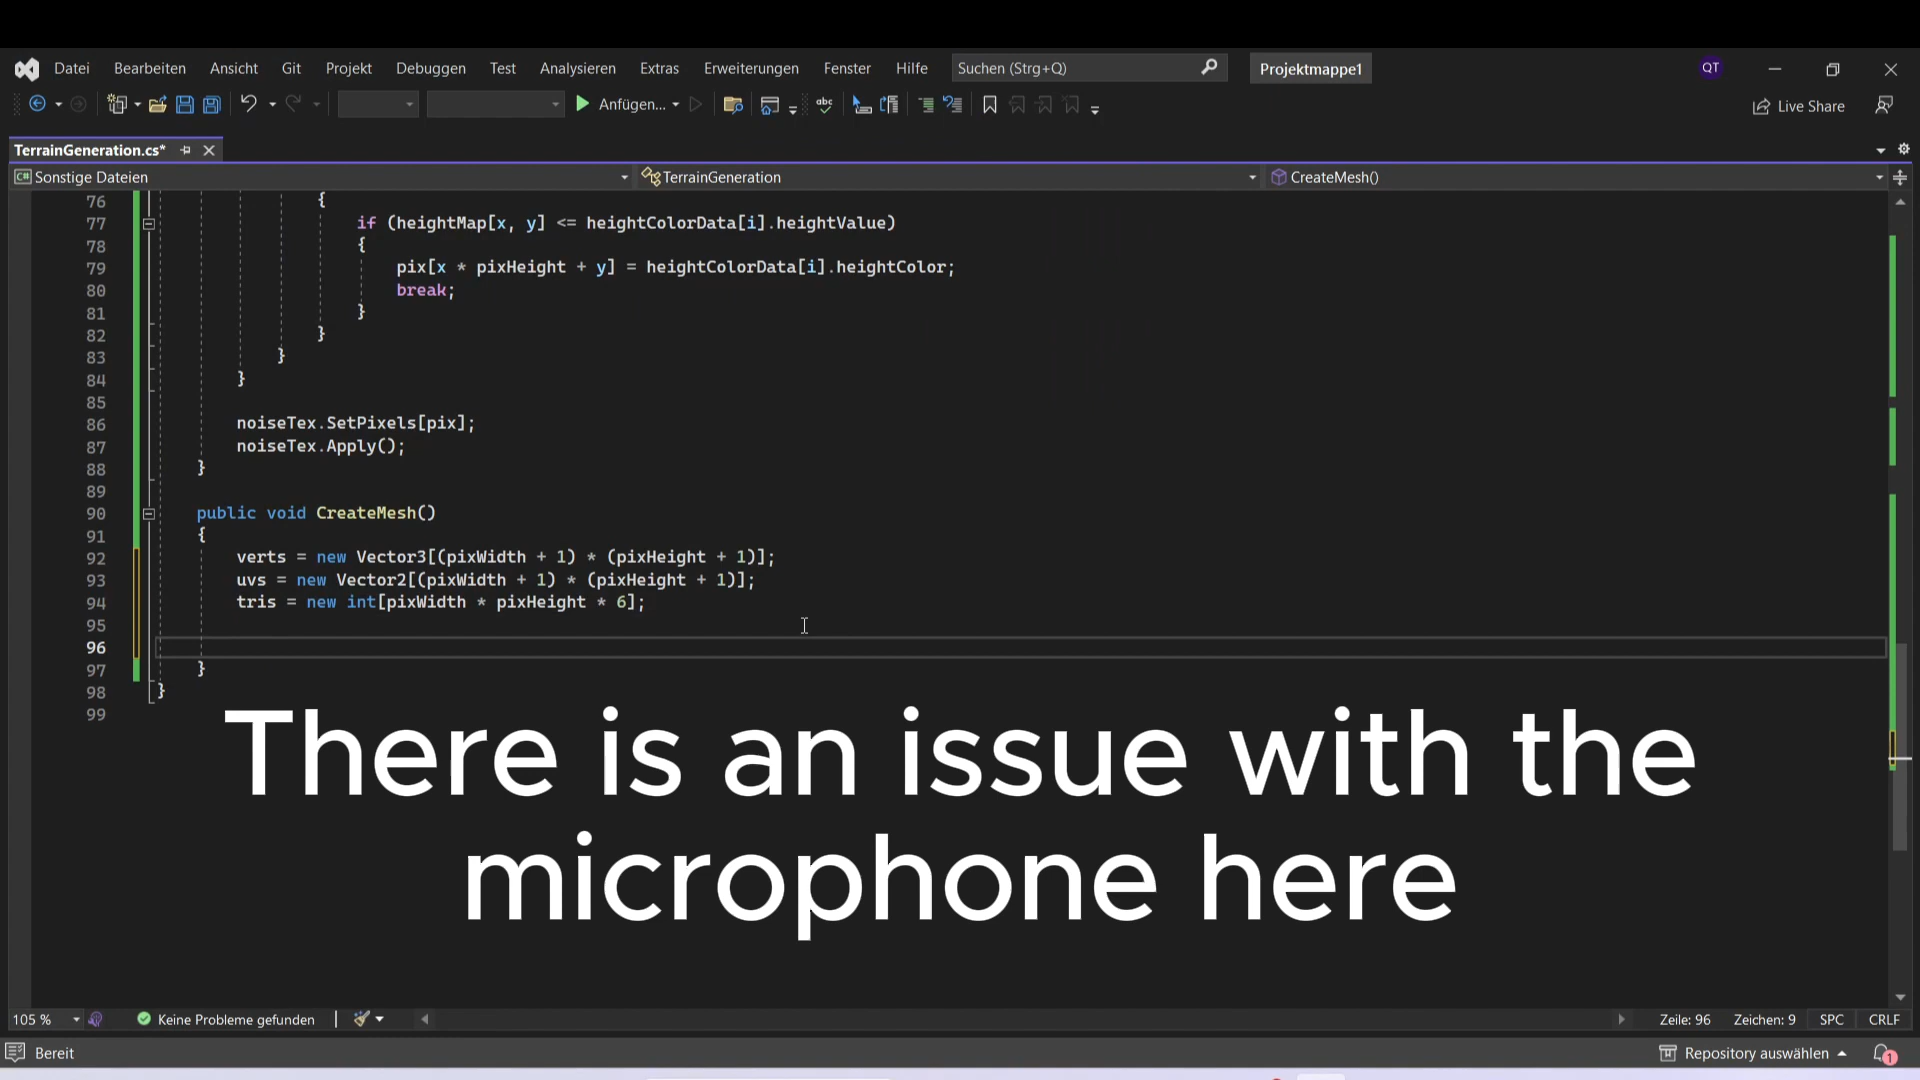 Datei Bearbeiten Ansicht Git Projekt Debuggen Test Analysieren Extras Erweiterungen Fenster Hilfe Suchen (Strg+Q) Projektmappe1 QT
Anfügen... abc Live Share
TerrainGeneration.cs*
C# Sonstige Dateien TerrainGeneration CreateMesh()
76 {
77 if (heightMap[x, y] <= heightColorData[i].heightValue)
78 {
79 pix[x * pixHeight + y] = heightColorData[i].heightColor;
80 break;
81 }
82 }
83 }
84 }
85
86 noiseTex.SetPixels[pix];
87 noiseTex.Apply();
88 }
89
90 public void CreateMesh()
91 {
92 verts = new Vector3[(pixWidth + 1) * (pixHeight + 1)];
93 uvs = new Vector2[(pixWidth + 1) * (pixHeight + 1)];
94 tris = new int[pixWidth * pixHeight * 6];
95
96
97 }
98 }
99
There is an issue with the
microphone here
105 % Keine Probleme gefunden Zeile: 96 Zeichen: 9 SPC CRLF
Bereit Repository auswählen 1